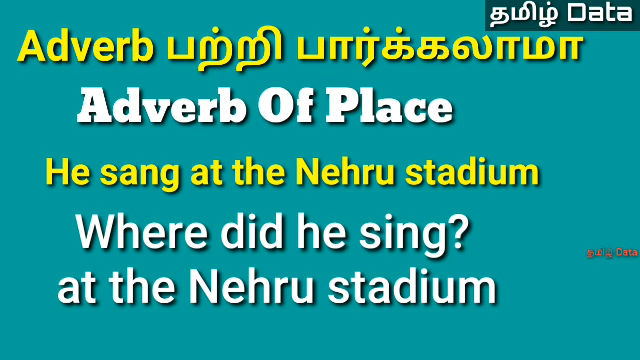 தமிழ் Data
Adverb பற்றி பார்க்கலாமா
Adverb Of Place
He sang at the Nehru stadium
Where did he sing?
தமிழ் Data
at the Nehru stadium